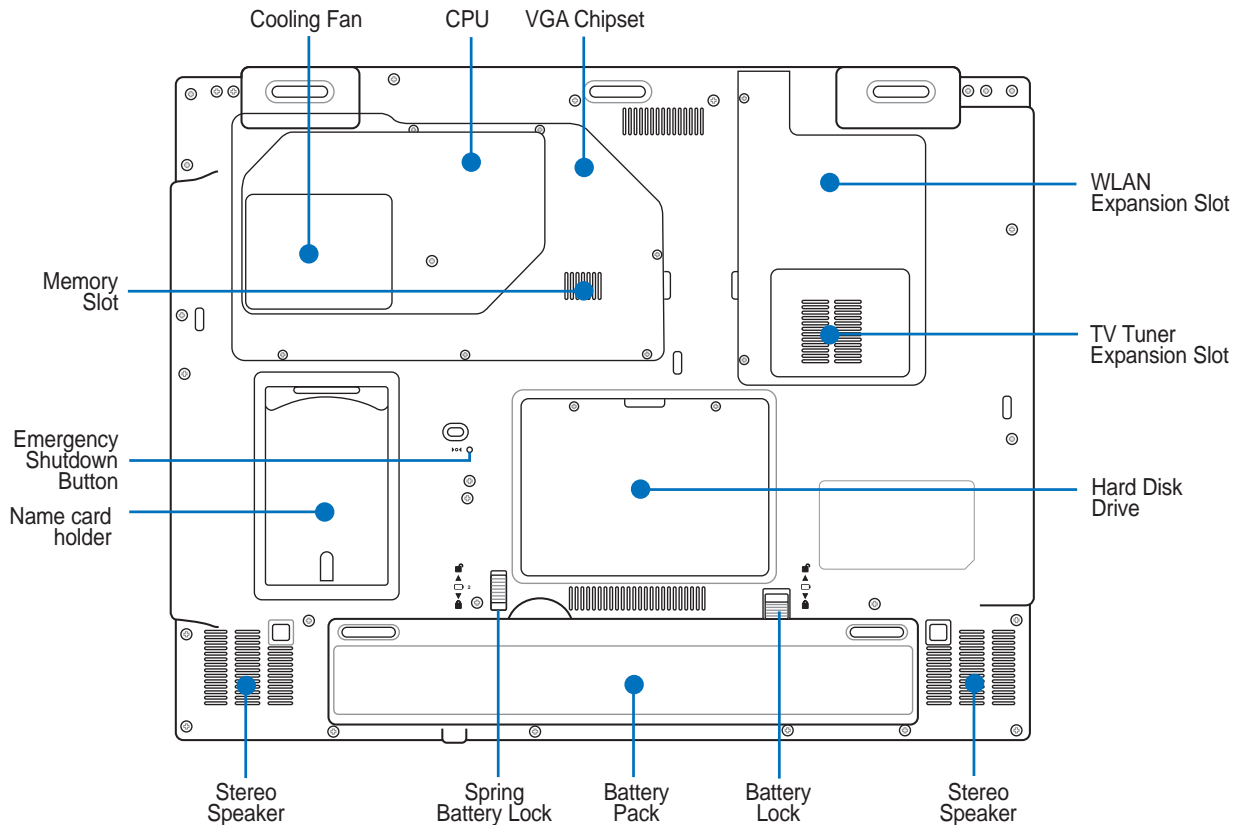 Cooling Fan
CPU
VGA Chipset
WLAN
Expansion Slot
Memory
Slot
TV Tuner
Expansion Slot
Emergency
Shutdown
Button
Hard Disk
Drive
Name card
holder
2
Stereo
Speaker
Spring
Battery Lock
Battery
Pack
Battery
Lock
Stereo
Speaker